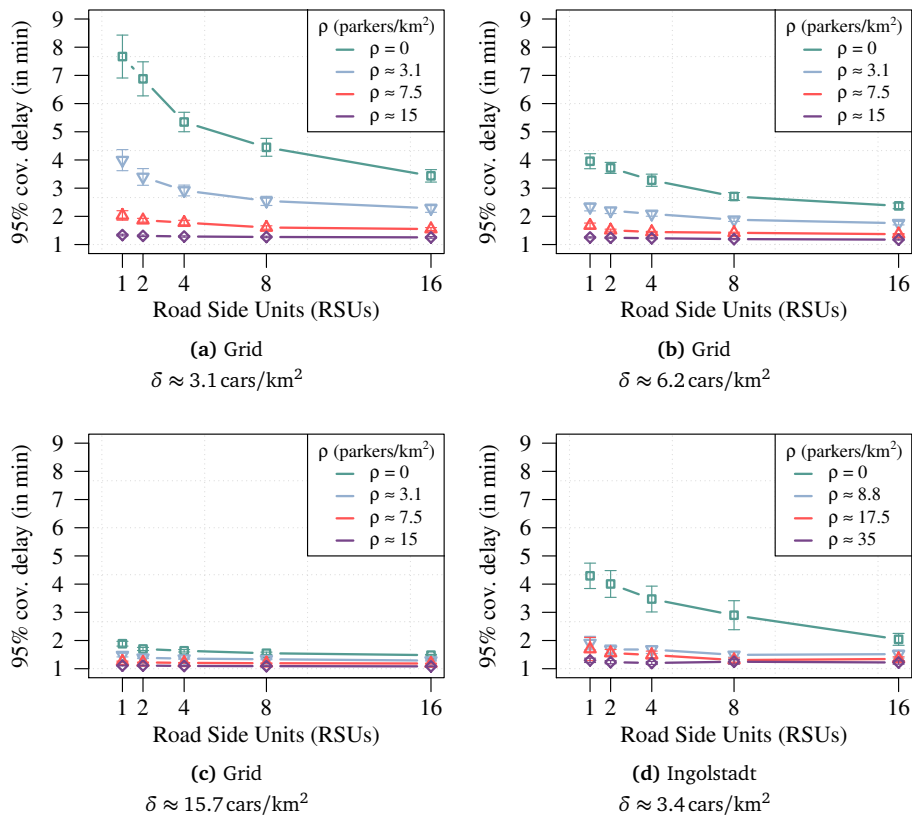 95% cov. delay (in min)
9
8
7
6
5
4
3
2
1
ρ (parkers/km²)
ρ = 0
ρ ≈ 3.1
ρ ≈ 7.5
ρ ≈ 15
1 2 4 8 16
Road Side Units (RSUs)
(a) Grid
δ ≈ 3.1 cars/km²
95% cov. delay (in min)
9
8
7
6
5
4
3
2
1
ρ (parkers/km²)
ρ = 0
ρ ≈ 3.1
ρ ≈ 7.5
ρ ≈ 15
1 2 4 8 16
Road Side Units (RSUs)
(b) Grid
δ ≈ 6.2 cars/km²
95% cov. delay (in min)
9
8
7
6
5
4
3
2
1
ρ (parkers/km²)
ρ = 0
ρ ≈ 3.1
ρ ≈ 7.5
ρ ≈ 15
1 2 4 8 16
Road Side Units (RSUs)
(c) Grid
δ ≈ 15.7 cars/km²
95% cov. delay (in min)
9
8
7
6
5
4
3
2
1
ρ (parkers/km²)
ρ = 0
ρ ≈ 8.8
ρ ≈ 17.5
ρ ≈ 35
1 2 4 8 16
Road Side Units (RSUs)
(d) Ingolstadt
δ ≈ 3.4 cars/km²